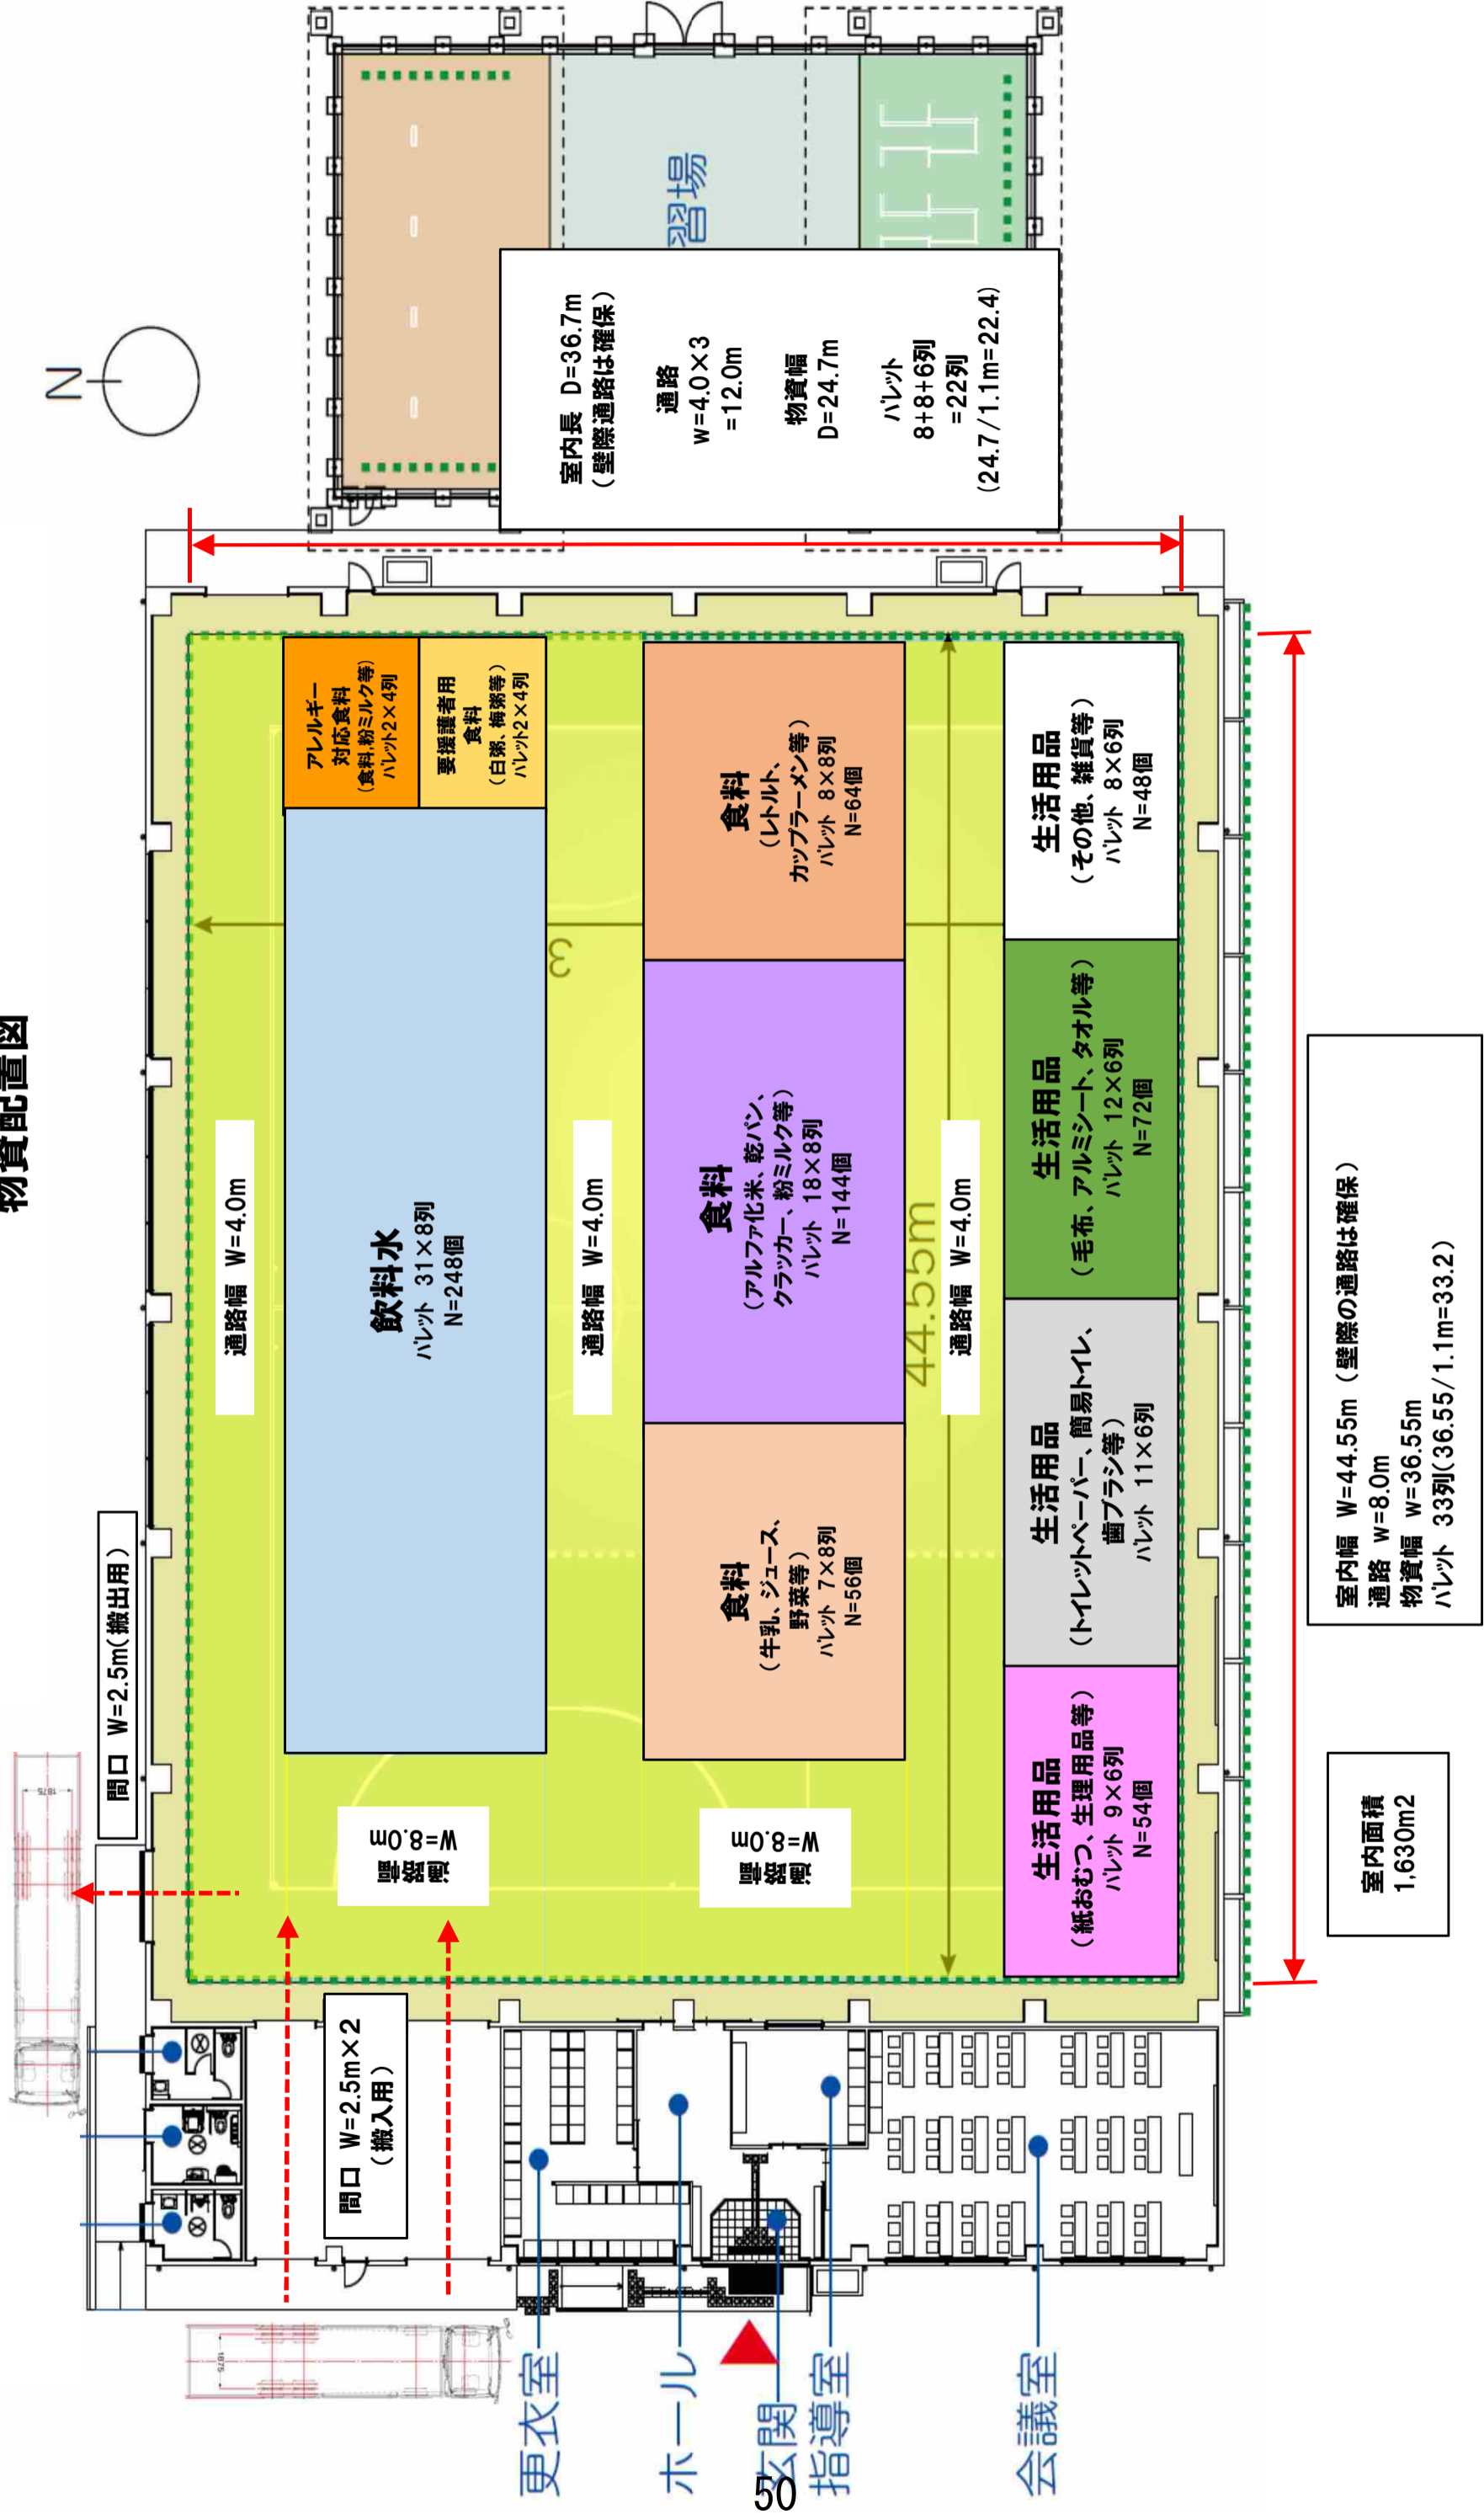 物資配置図
N
習場
室内長 D=36.7m
(壁際通路は確保)
通路
w=4.0×3
=12.0m
物資幅
D=24.7m
パレット
8+8+6列
=22列
(24.7/1.1m=22.4)
間口 W=2.5m(搬出用)
1875
間口 W=2.5m×2
(搬入用)
1875
通路幅 W=4.0m
飲料水
パレット 31×8列
N=248個
アレルギー
対応食料
(食料、粉ミルク等)
パレット2×4列
要援護者用
食料
(白粥、梅粥等)
パレット2×4列
通路幅
W=8.0m
通路幅 W=4.0m
3
通路幅
W=8.0m
食料
(牛乳、ジュース、
野菜等)
パレット 7×8列
N=56個
食料
(アルファ化米、乾パン、
クラッカー、粉ミルク等)
パレット 18×8列
N=144個
食料
(レトルト、
カップラーメン等)
パレット 8×8列
N=64個
44.55m
通路幅 W=4.0m
生活用品
(紙おむつ、生理用品等)
パレット 9×6列
N=54個
生活用品
(トイレットペーパー、簡易トイレ、
歯ブラシ等)
パレット 11×6列
生活用品
(毛布、アルミシート、タオル等)
パレット 12×6列
N=72個
生活用品
(その他、雑貨等)
パレット 8×6列
N=48個
更衣室
ホール
玄関
指導室
会議室
室内面積
1,630m2
室内幅 W=44.55m (壁際の通路は確保)
通路 w=8.0m
物資幅 w=36.55m
パレット 33列(36.55/1.1m=33.2)
50